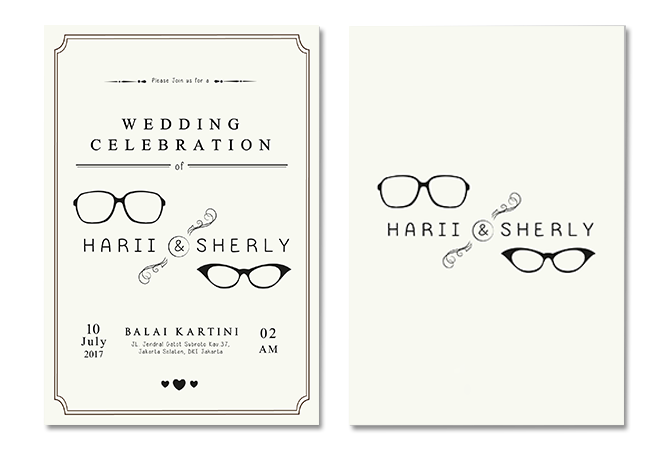 Please Join us for a
WEDDING
CELEBRATION
of
HARII & SHERLY
10
July
2017
BALAI KARTINI
Jl. Jendral Gatot Subroto Kav.37,
Jakarta Selatan, DKI Jakarta
02
AM
HARII & SHERLY